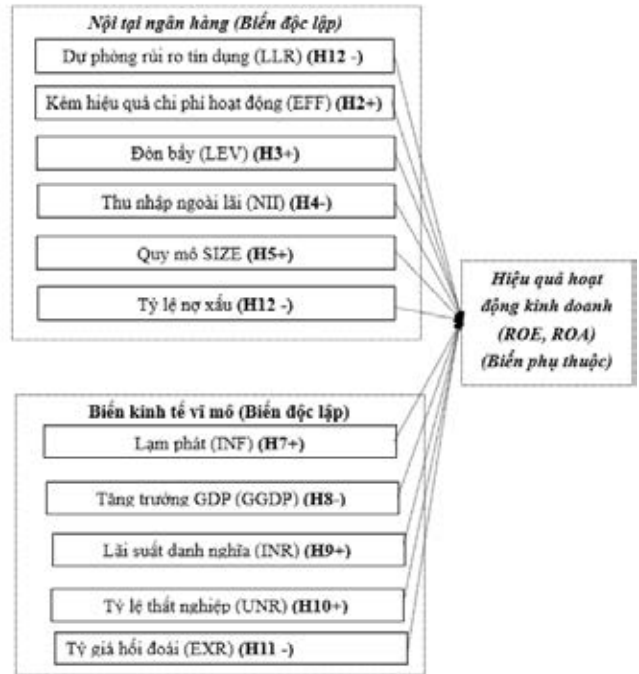 Nội tại ngân hàng (Biến độc lập)
Dự phòng rủi ro tín dụng (LLR) (H12 -)
Kém hiệu quả chi phí hoạt động (EFF) (H2+)
Đòn bẩy (LEV) (H3+)
Thu nhập ngoài lãi (NII) (H4-)
Quy mô SIZE (H5+)
Tỷ lệ nợ xấu (H12 -)
Hiệu quả hoạt
động kinh doanh
(ROE, ROA)
(Biến phụ thuộc)
Biến kinh tế vĩ mô (Biến độc lập)
Lạm phát (INF) (H7+)
Tăng trưởng GDP (GGDP) (H8-)
Lãi suất danh nghĩa (INR) (H9+)
Tỷ lệ thất nghiệp (UNR) (H10+)
Tỷ giá hối đoái (EXR) (H11 -)